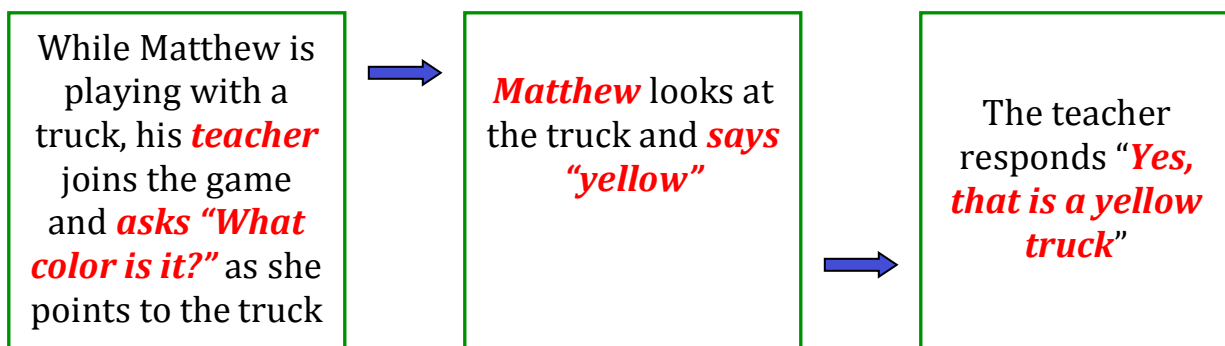 While Matthew is
playing with a
truck, his teacher
joins the game
and asks “What
color is it?” as she
points to the truck
Matthew looks at
the truck and says
“yellow”
The teacher
responds “Yes,
that is a yellow
truck”